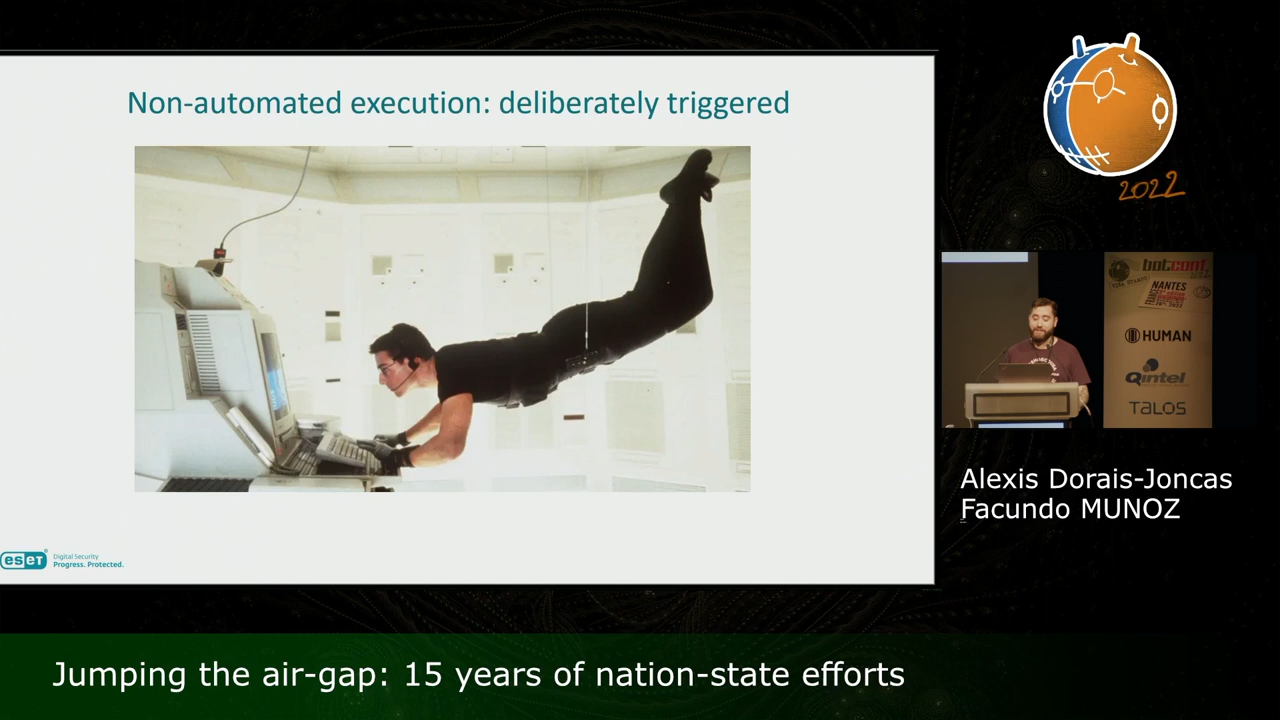 Non-automated execution: deliberately triggered
eset
Digital Security
Progress. Protected.
2022
botconf
NANTES
HUMAN
Qintel
TALOS
Alexis Dorais-Joncas
Facundo MUNOZ
Jumping the air-gap: 15 years of nation-state efforts